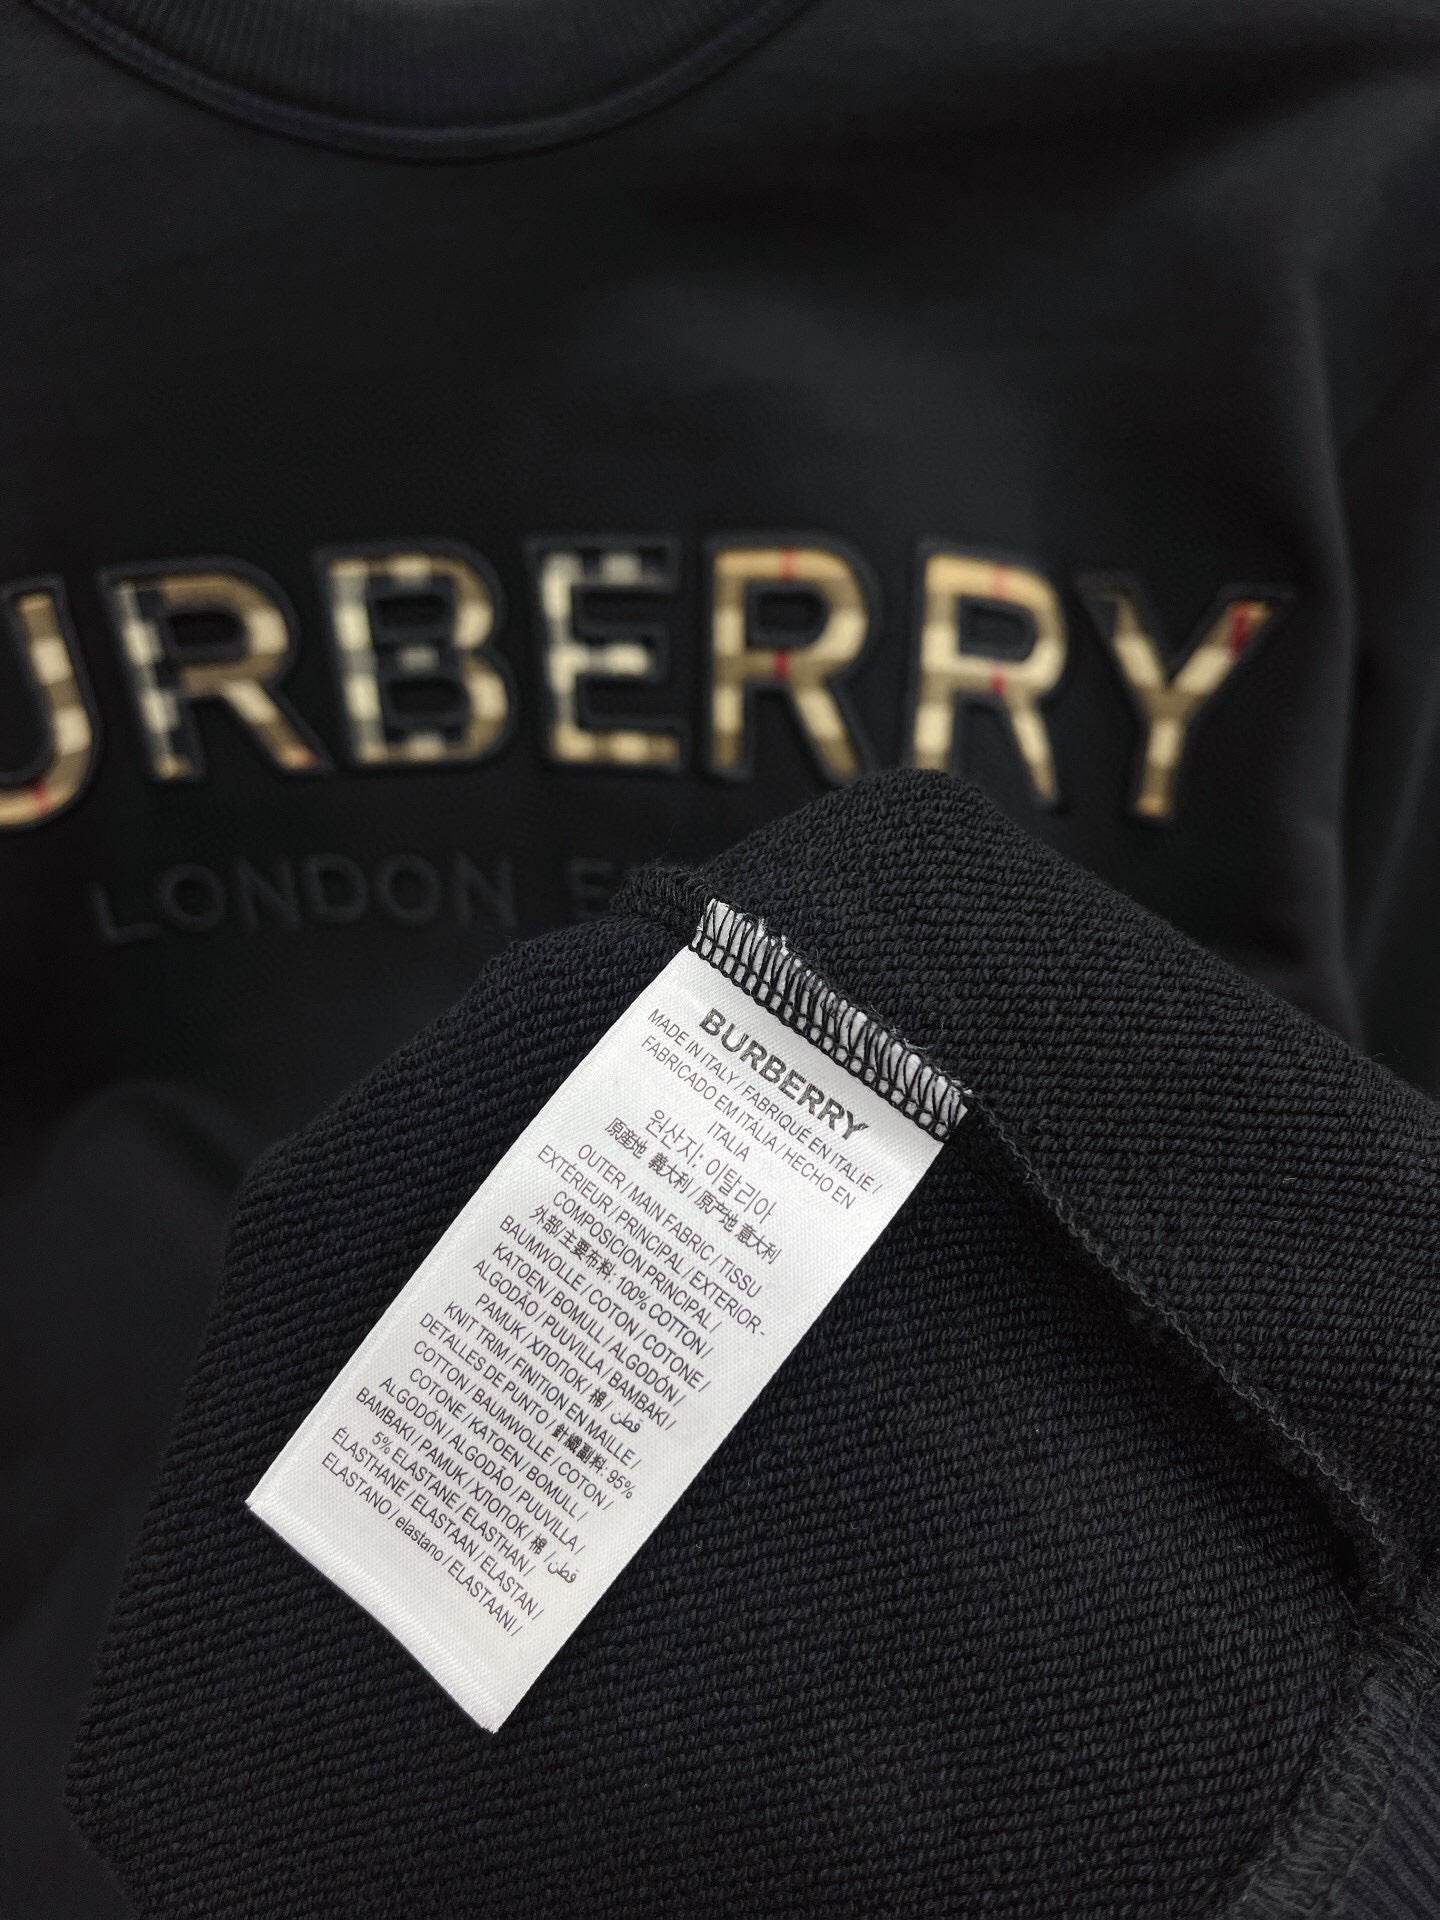 URBERRY
LONDON E
BURBERRY
MADE IN ITALY / FABRIQUÉ EN ITALIE /
FABRICADO EM ITALIA / HECHO EN
ITALIA
원산지: 이탈리아
原產地 義大利 / 原产地 意大利
OUTER / MAIN FABRIC / TISSU
EXTÉRIEUR / PRINCIPAL / EXTERIOR -
COMPOSICION PRINCIPAL /
外部/主要布料: 100% COTTON /
BAUMWOLLE / COTON / COTONE /
KATOEN / BOMULL / ALGODÓN /
ALGODÃO / PUUVILLA / BAMBAKI /
PAMUK / ХЛОПОК / 棉 / قطن
KNIT TRIM / FINITION EN MAILLE /
DETALLES DE PUNTO / 針織副料: 95%
COTTON / BAUMWOLLE / COTON /
COTONE / KATOEN / BOMULL /
ALGODÓN / ALGODÃO / PUUVILLA /
BAMBAKI / PAMUK / ХЛОПОК / 棉 / قطن
5% ELASTANE / ELASTHAN /
ÉLASTHANE / ELASTAAN / ELASTAN /
ELASTANO / elastano / ELASTAANI /